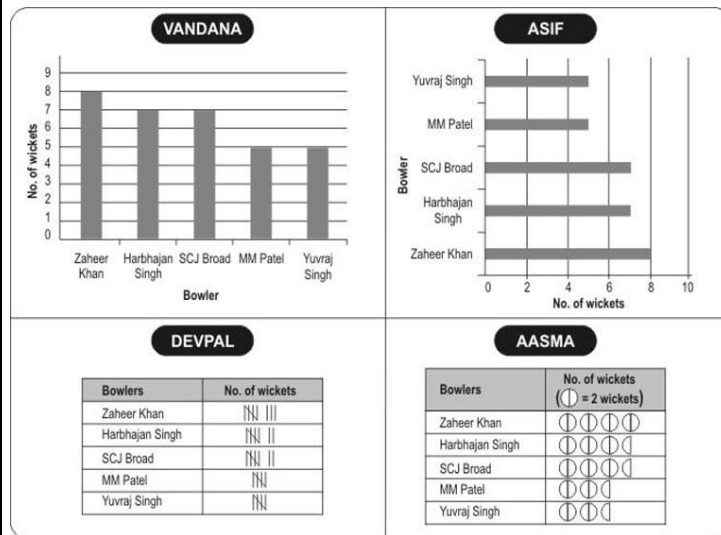 VANDANA
9
8
7
6
5
4
3
2
1
0
No. of wickets
Zaheer Khan
Harbhajan Singh
SCJ Broad
MM Patel
Yuvraj Singh
Bowler
ASIF
Bowler
Yuvraj Singh
MM Patel
SCJ Broad
Harbhajan
Singh
Zaheer Khan
0 2 4 6 8 10
No. of wickets
DEVPAL
Bowlers No. of wickets
Zaheer Khan
Harbhajan Singh
SCJ Broad
MM Patel
Yuvraj Singh
AASMA
Bowlers No. of wickets
( = 2 wickets)
Zaheer Khan
Harbhajan Singh
SCJ Broad
MM Patel
Yuvraj Singh